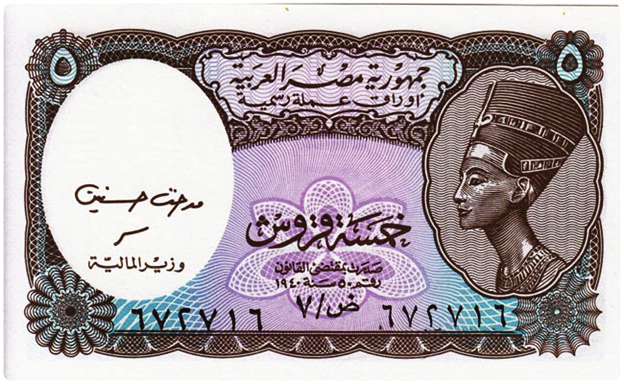 ٥ ٥
جمهورية مصر العربية
أوراق عملة رسمية
مدحت حسنين
وزير المالية
خمسة قروش
صدرت بمقتضى القانون
رقم ٥٠ سنة ١٩٤٠
ض/٧
٦٧٢٧١٦ ٦٧٢٧١٦